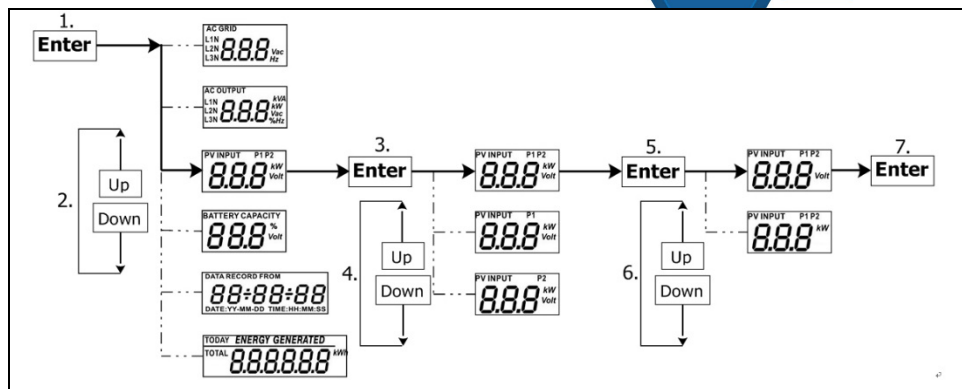 1.
Enter
AC GRID
L1N
L2N
L3N
8.8.8
Vac
Hz
AC OUTPUT
L1N
L2N
L3N
8.8.8
kVA
kW
Vac
%Hz
2.
Up
Down
PV INPUT P1 P2
8.8.8
kW
Volt
BATTERY CAPACITY
88.8
%
Volt
DATA RECORD FROM
88:88:88
DATE:YY-MM-DD TIME:HH:MM:SS
TODAY ENERGY GENERATED
TOTAL 8.8.8.8.8.8 kWh
3.
Enter
4.
Up
Down
PV INPUT P1 P2
8.8.8
kW
Volt
PV INPUT P1
8.8.8
kW
Volt
PV INPUT P2
8.8.8
kW
Volt
5.
Enter
6.
Up
Down
PV INPUT P1 P2
8.8.8 Volt
PV INPUT P1 P2
8.8.8 kW
7.
Enter